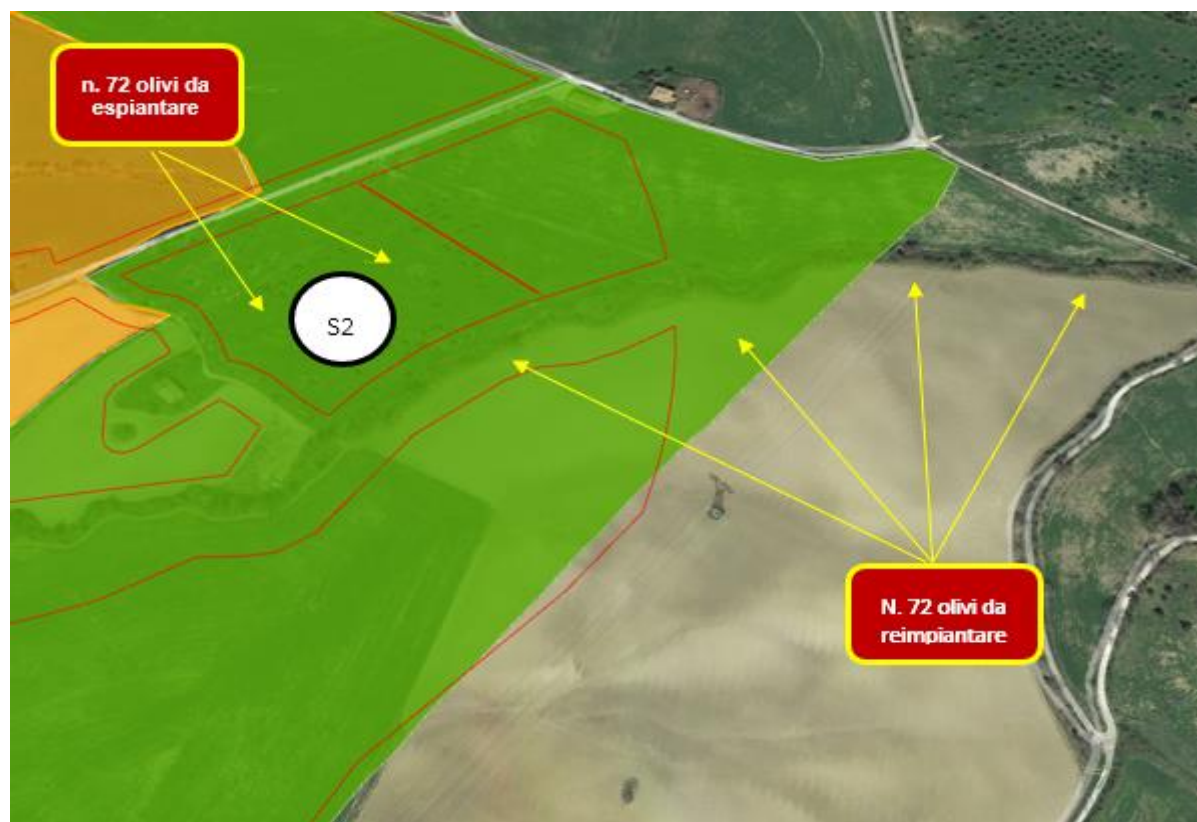 n. 72 olivi da
espiantare
S2
N. 72 olivi da
reimpiantare